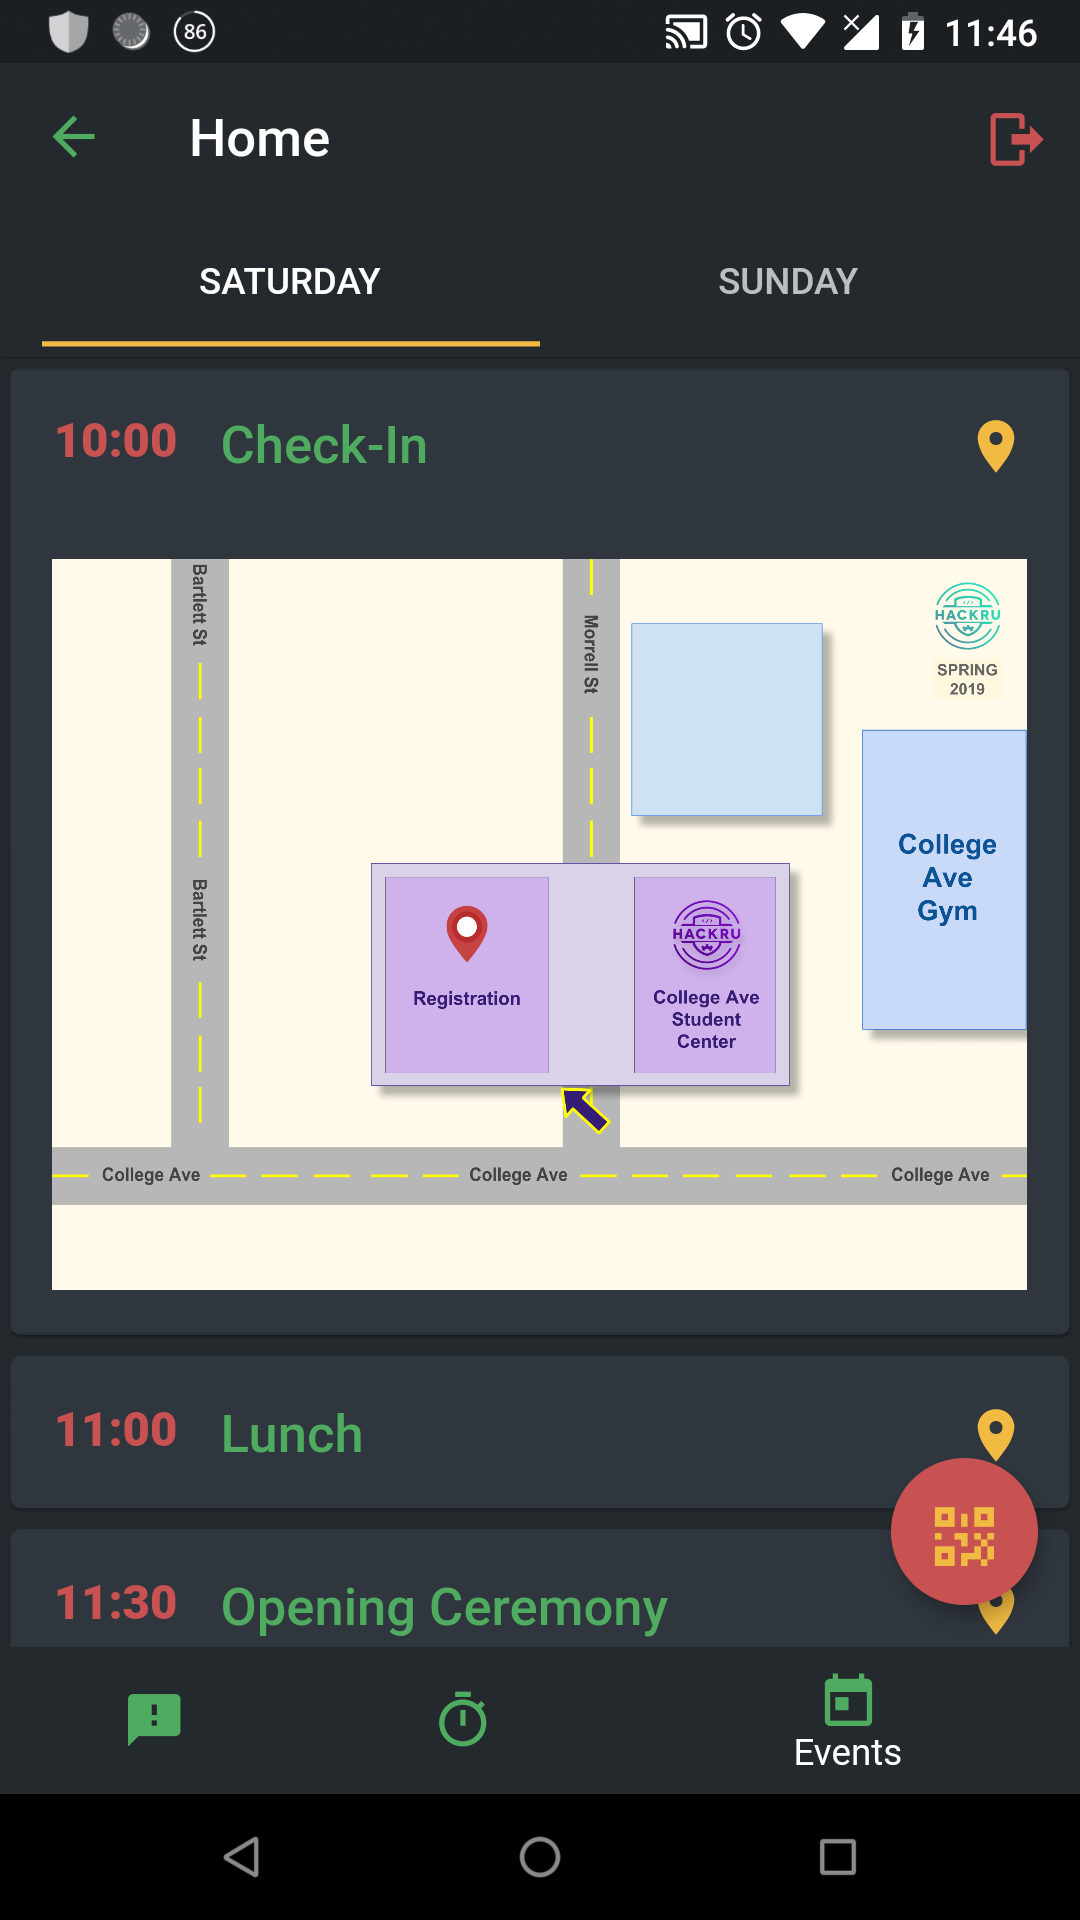 86
11:46
Home
SATURDAY
SUNDAY
10:00 Check-In
Bartlett St
Morrell St
HACKRU
SPRING
2019
College
Ave
Gym
Bartlett St
HACKRU
Registration
College Ave
Student
Center
College Ave
College Ave
College Ave
11:00 Lunch
11:30 Opening Ceremony
Events